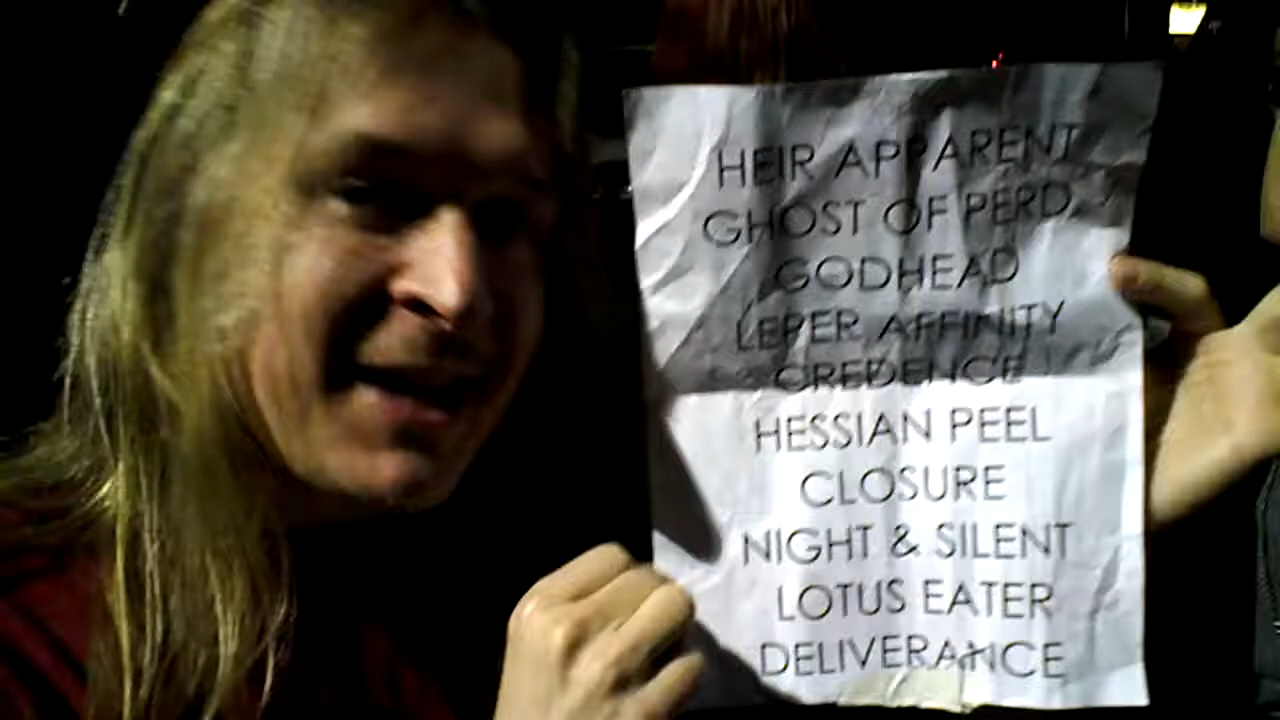 HEIR APPARENT
GHOST OF PERD.
GODHEAD
LEPER AFFINITY
CREDENCE
HESSIAN PEEL
CLOSURE
NIGHT & SILENT
LOTUS EATER
DELIVERANCE